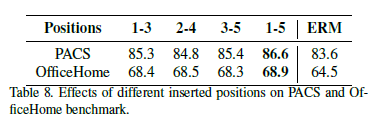 Positions 1-3 2-4 3-5 1-5 ERM
PACS 85.3 84.8 85.4 86.6 83.6
OfficeHome 68.4 68.5 68.3 68.9 64.5
Table 8. Effects of different inserted positions on PACS and Of-
ficeHome benchmark.